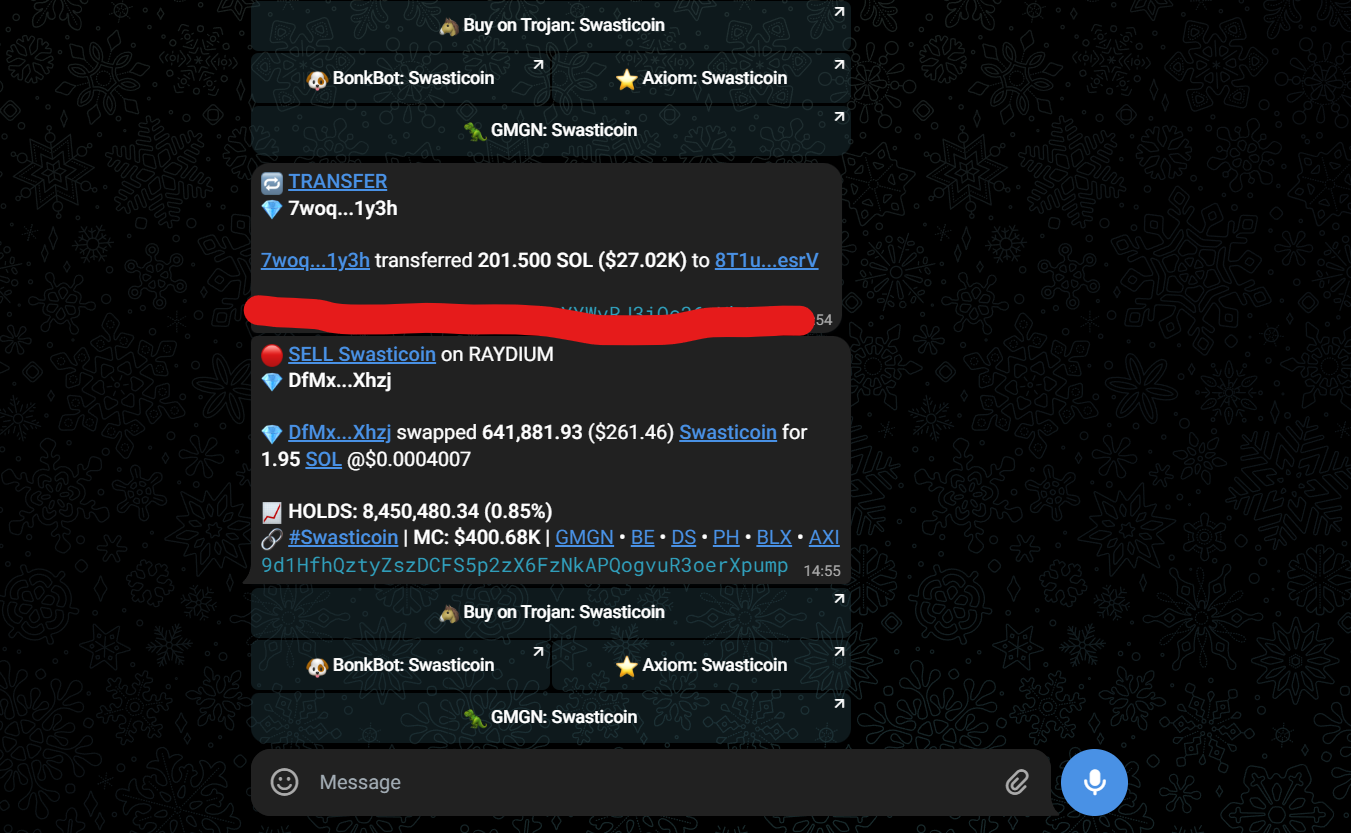 Buy on Trojan: Swasticoin
BonkBot: Swasticoin
Axiom: Swasticoin
GMGN: Swasticoin
TRANSFER
7woq...1y3h
7woq...1y3h transferred 201.500 SOL ($27.02K) to 8T1u...esrV
54
SELL Swasticoin on RAYDIUM
DfMx...Xhzj
DfMx...Xhzj swapped 641,881.93 ($261.46) Swasticoin for
1.95 SOL @$0.0004007
HOLDS: 8,450,480.34 (0.85%)
#Swasticoin | MC: $400.68K | GMGN • BE • DS • PH • BLX • AXI
9d1HfhQztyZszDCFS5p2zX6FzNkAPQogvuR3oerXpump 14:55
Buy on Trojan: Swasticoin
BonkBot: Swasticoin
Axiom: Swasticoin
GMGN: Swasticoin
Message